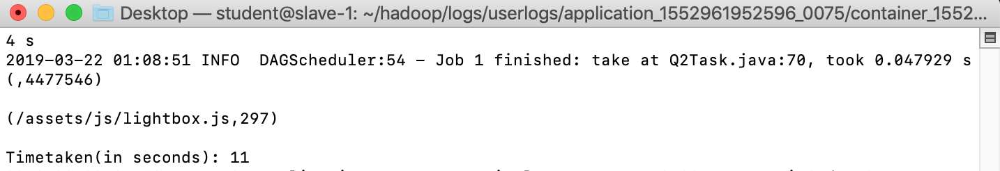 Desktop — student@slave-1: ~/hadoop/logs/userlogs/application_1552961952596_0075/container_1552...
4 s
2019-03-22 01:08:51 INFO  DAGScheduler:54 - Job 1 finished: take at Q2Task.java:70, took 0.047929 s
(,4477546)
(/assets/js/lightbox.js,297)
Timetaken(in seconds): 11